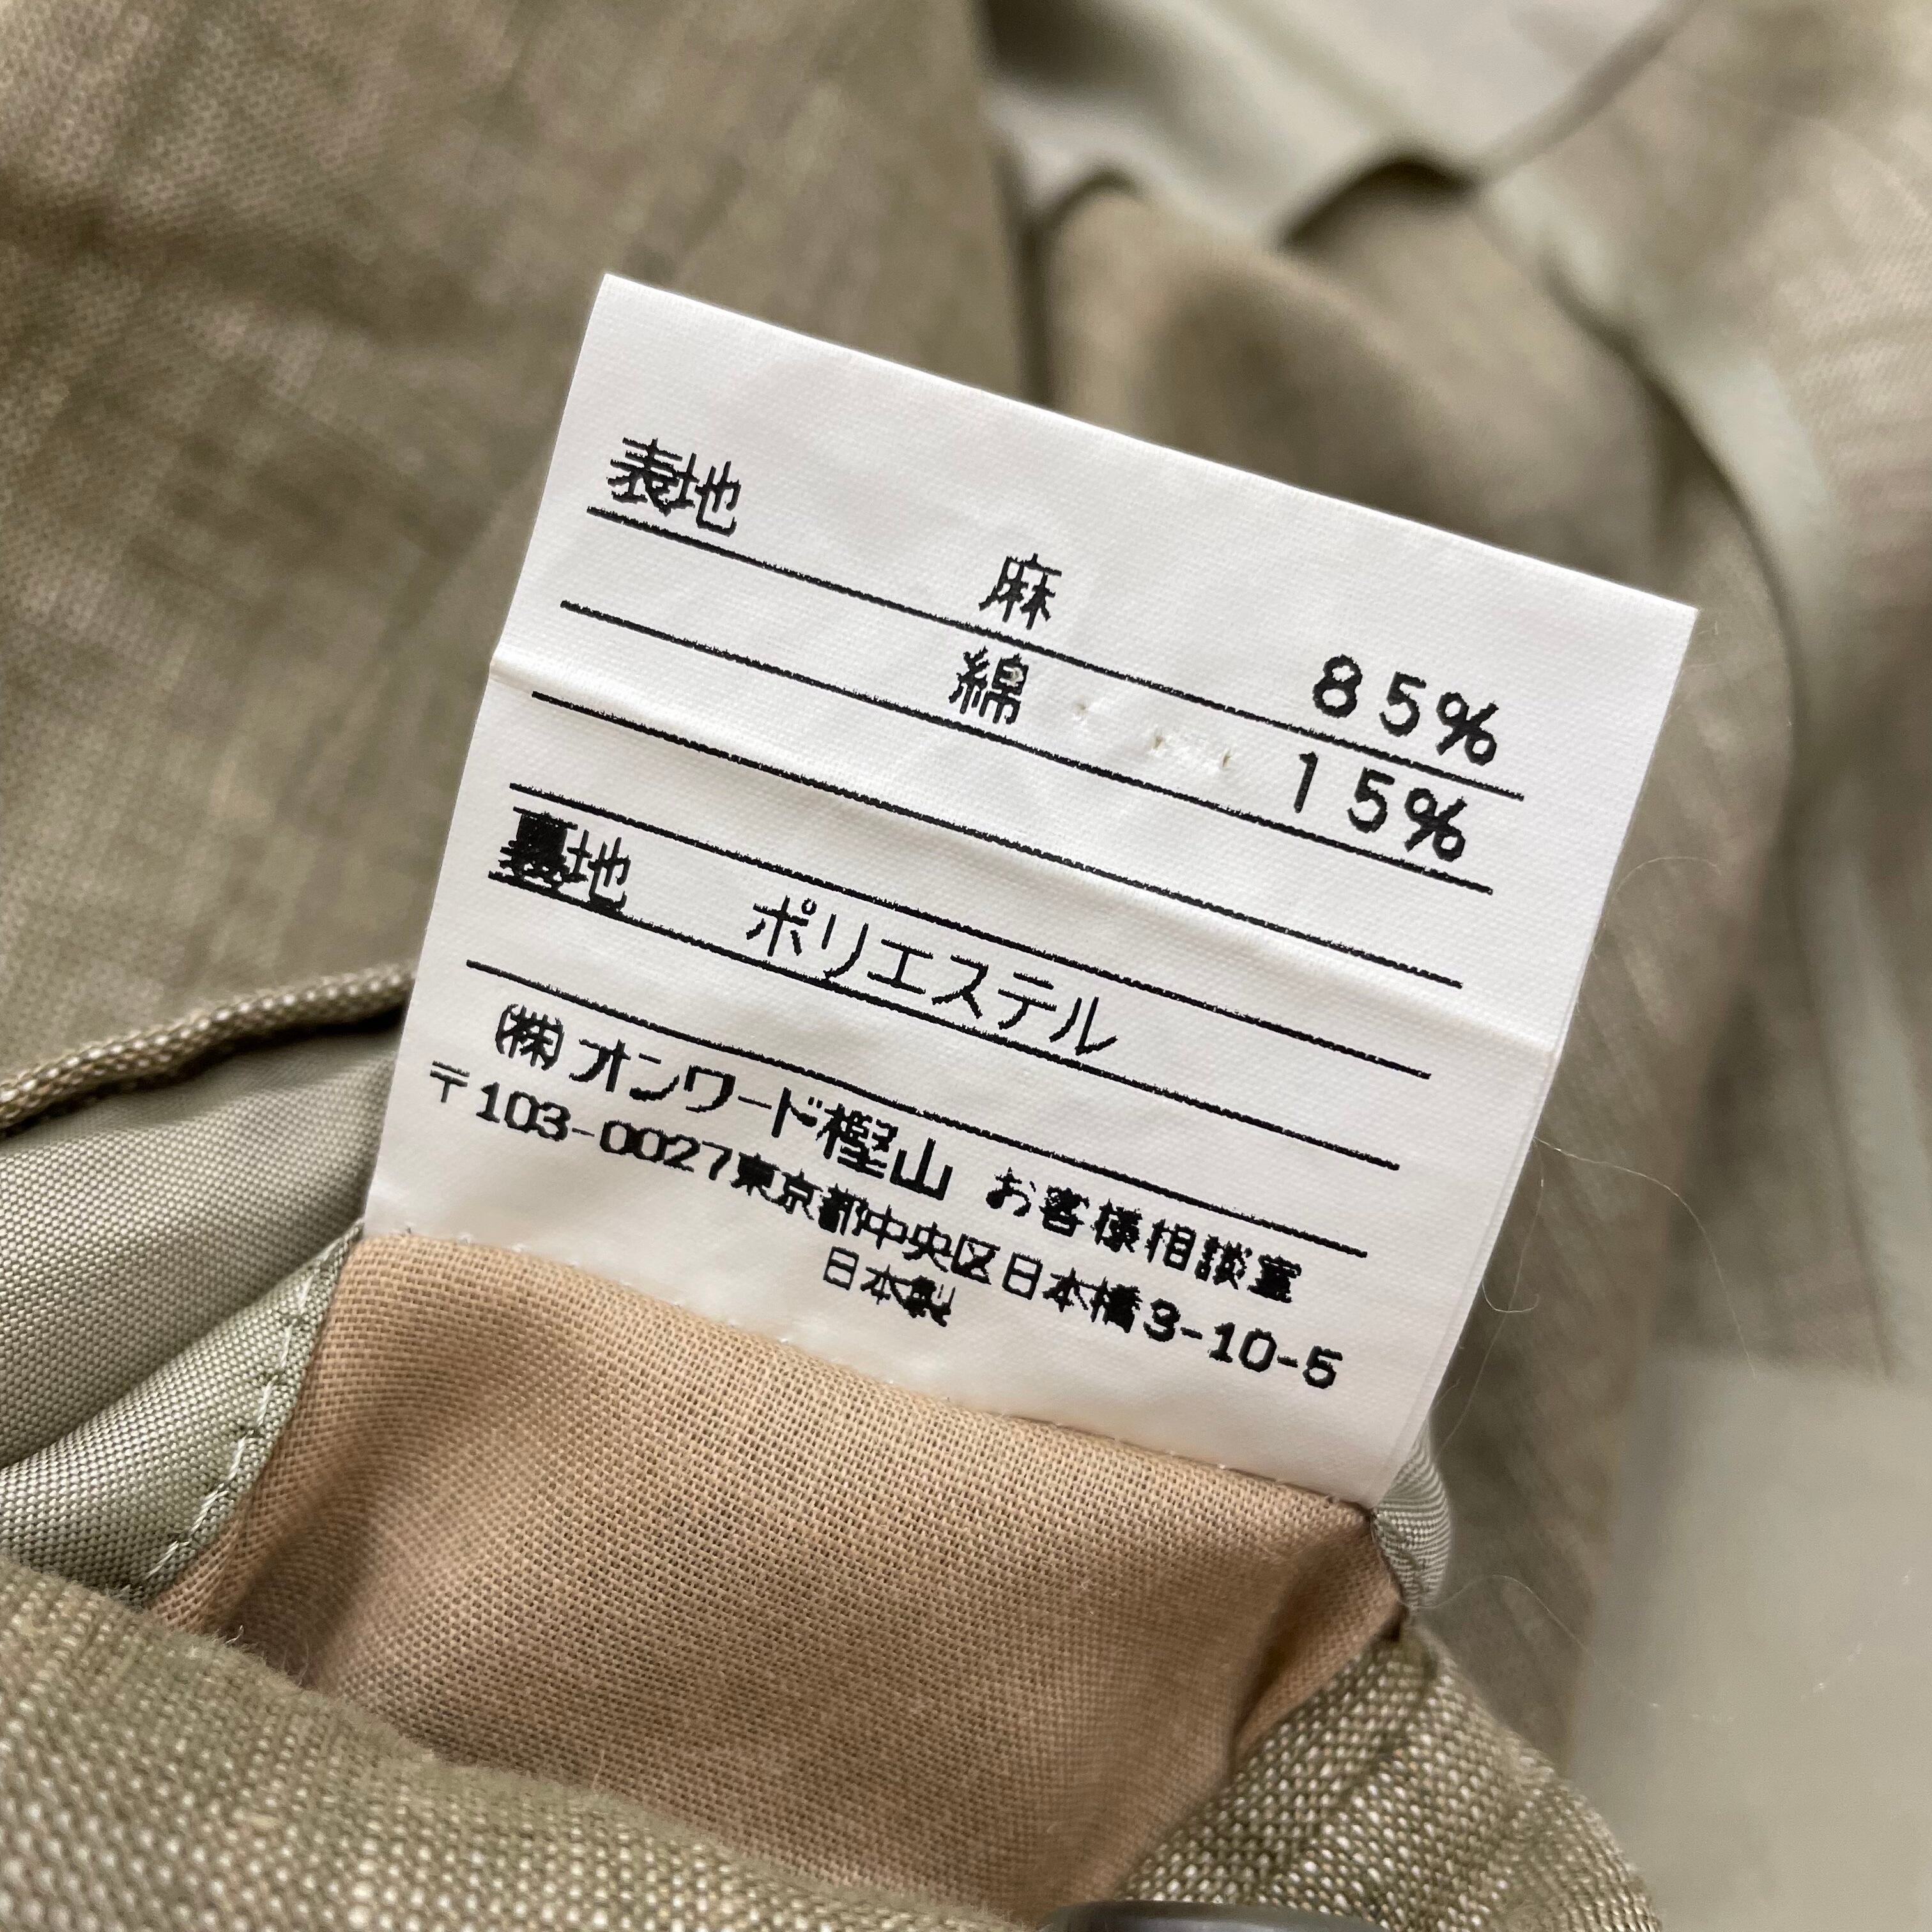 表地
麻 85%
綿 15%
裏地 ポリエステル
㈱オンワード樫山 お客様相談室
〒103-0027東京都中央区日本橋3-10-5
日本製